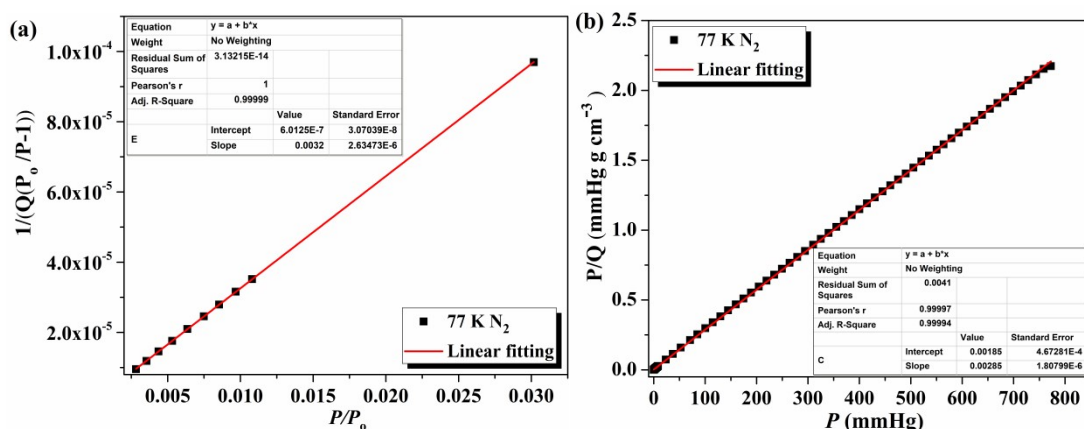 (a)
Equation y = a + b*x
Weight No Weighting
Residual Sum of Squares 3.13215E-14
Pearson's r 1
Adj. R-Square 0.99999
Value Standard Error
E Intercept 6.0125E-7 3.07039E-8
Slope 0.0032 2.63473E-6
1/(Q(Pₒ/P-1))
1.0x10⁻⁴
8.0x10⁻⁵
6.0x10⁻⁵
4.0x10⁻⁵
2.0x10⁻⁵
77 K N₂
Linear fitting
0.005 0.010 0.015 0.020 0.025 0.030
P/Pₒ
(b)
77 K N₂
Linear fitting
P/Q (mmHg g cm⁻³)
2.5
2.0
1.5
1.0
0.5
0.0
Equation y = a + b*x
Weight No Weighting
Residual Sum of Squares 0.0041
Pearson's r 0.99997
Adj. R-Square 0.99994
Value Standard Error
C Intercept 0.00185 4.67281E-4
Slope 0.00285 1.80799E-6
0 100 200 300 400 500 600 700 800
P (mmHg)